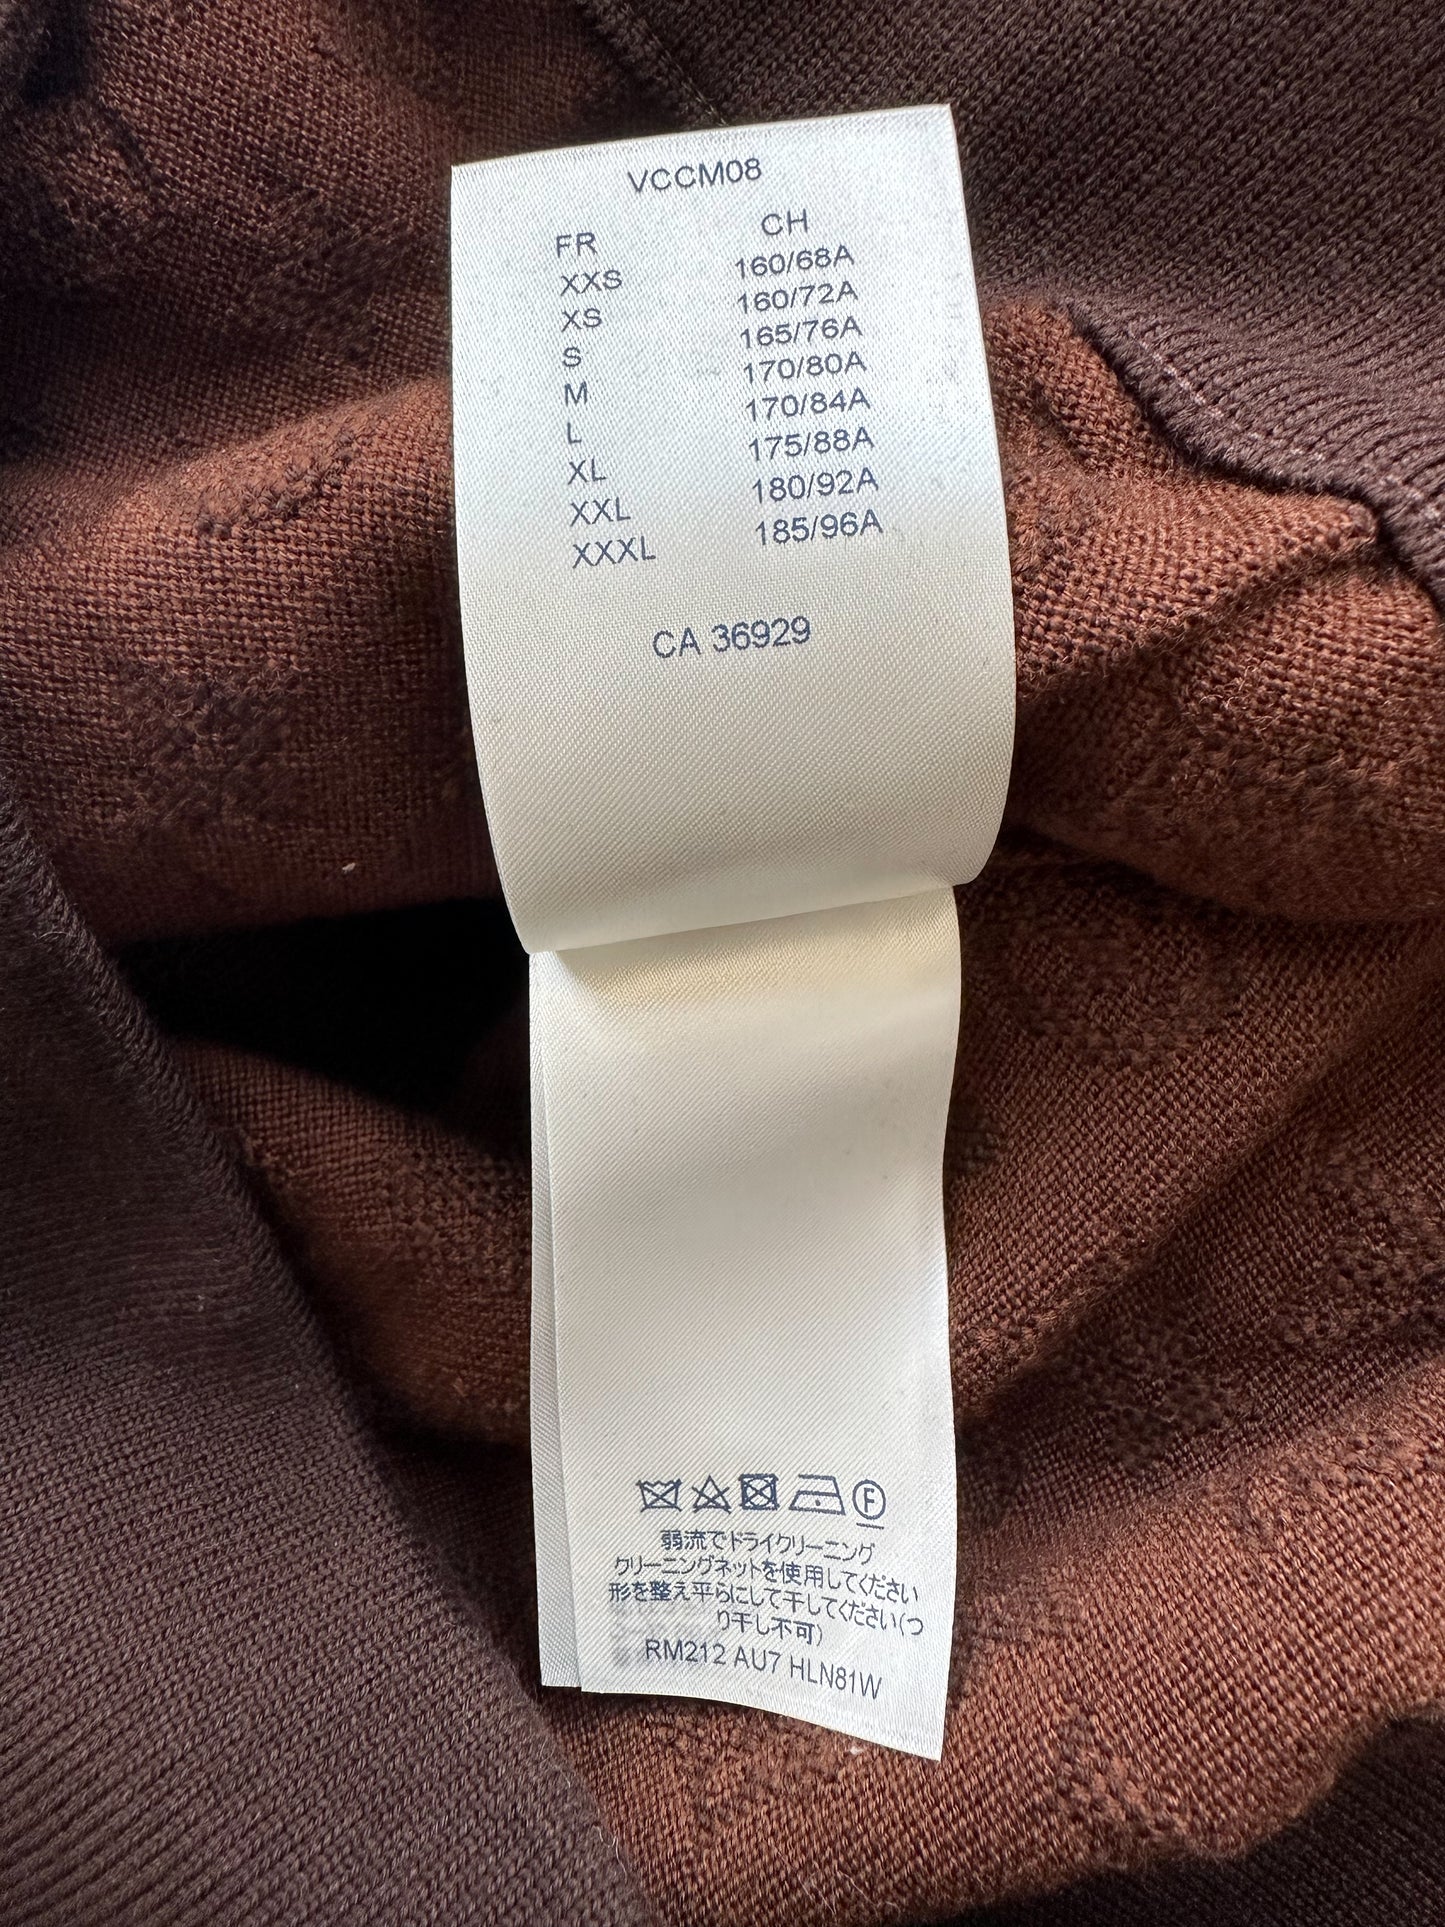 VCCM08
FR CH
XXS 160/68A
XS 160/72A
S 165/76A
M 170/80A
L 170/84A
XL 175/88A
XXL 180/92A
XXXL 185/96A
CA 36929
F
弱流でドライクリーニング
クリーニングネットを使用してください
形を整え平らにして干してください(つ
り干し不可)
RM212 AU7 HLN81W